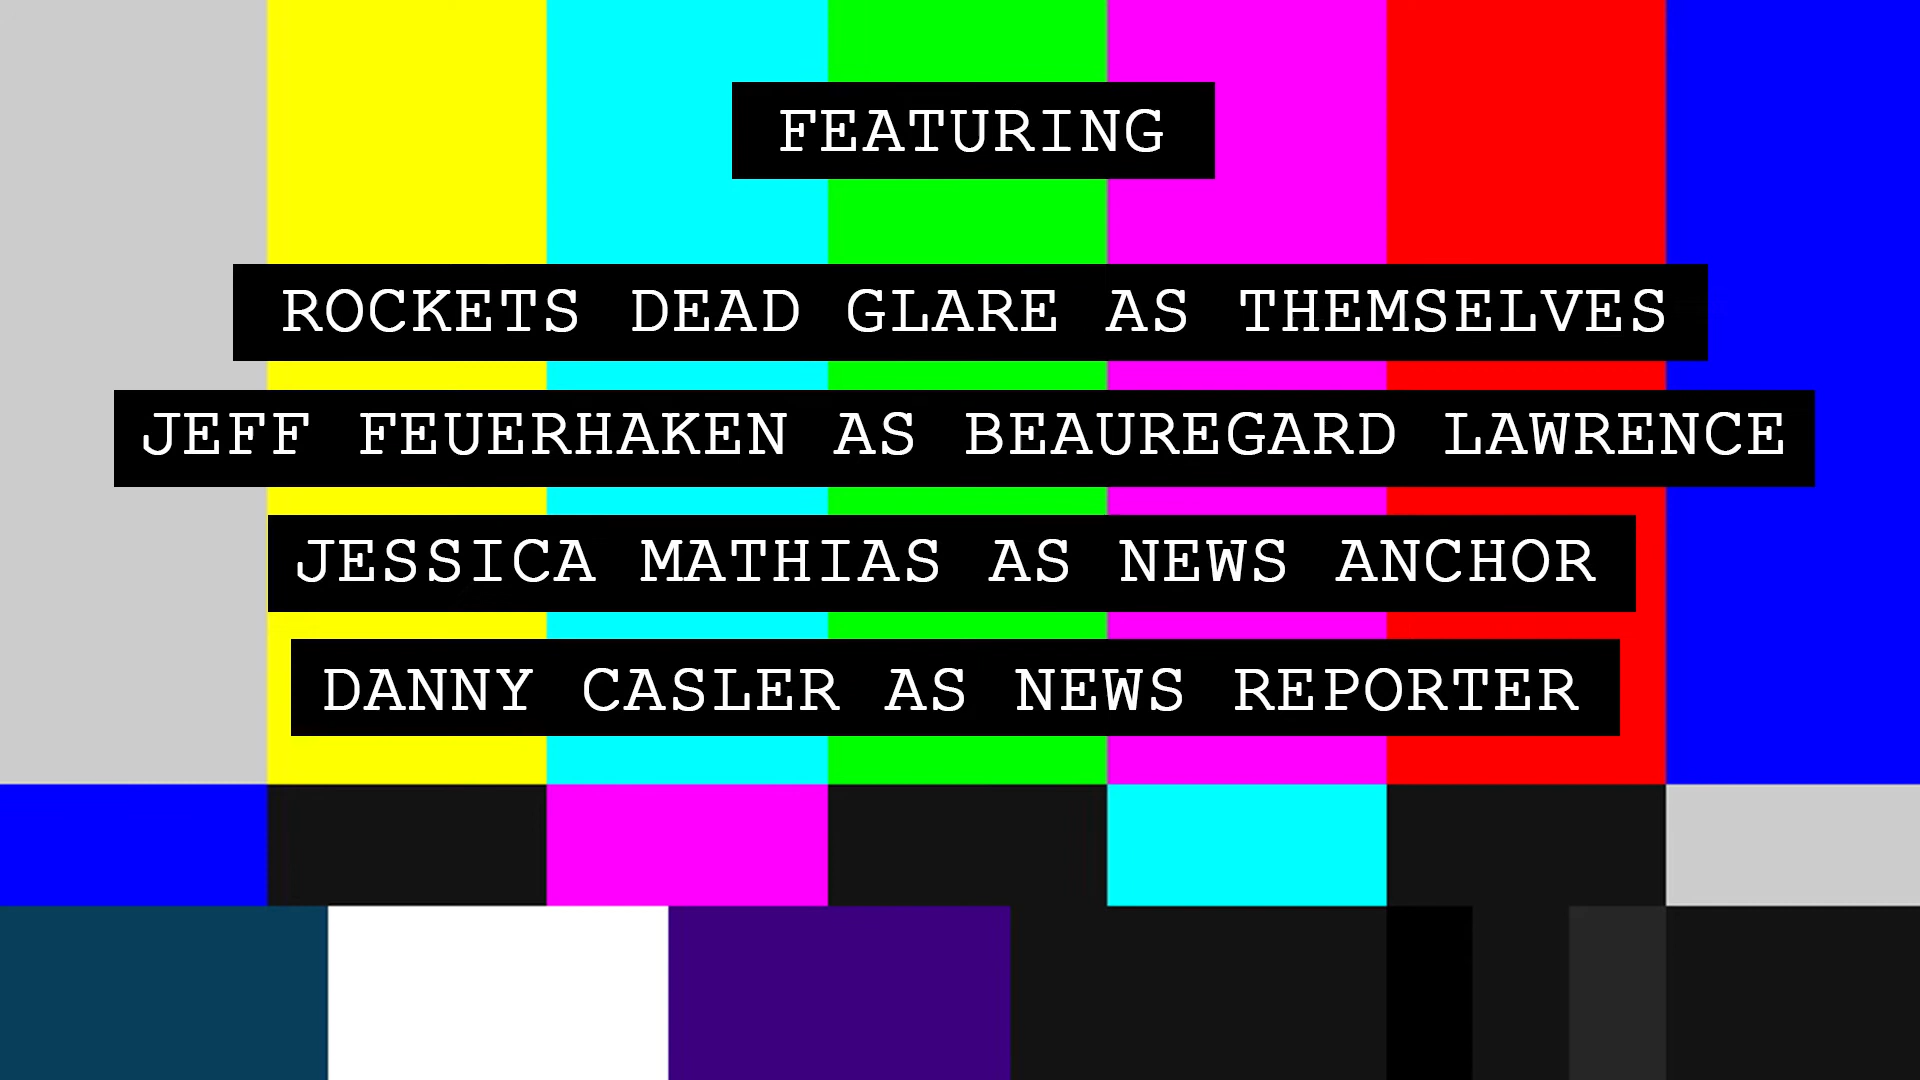 FEATURING
ROCKETS DEAD GLARE AS THEMSELVES
JEFF FEUERHAKEN AS BEAUREGARD LAWRENCE
JESSICA MATHIAS AS NEWS ANCHOR
DANNY CASLER AS NEWS REPORTER